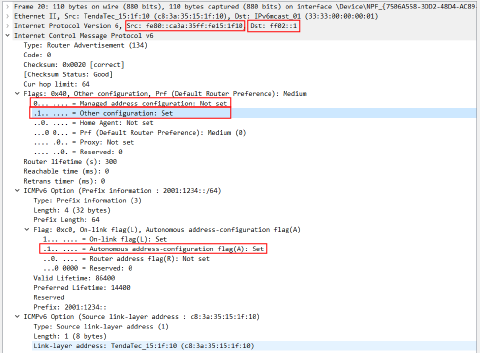 Frame 20: 110 bytes on wire (880 bits), 110 bytes captured (880 bits) on interface \Device\NPF_{7506A558-3DD2-48D4-AC89
Ethernet II, Src: TendaTec_15:1f:10 (c8:3a:35:15:1f:10), Dst: IPv6mcast_01 (33:33:00:00:00:01)
Internet Protocol Version 6, Src: fe80::ca3a:35ff:fe15:1f10, Dst: ff02::1
Internet Control Message Protocol v6
Type: Router Advertisement (134)
Code: 0
Checksum: 0x0020 [correct]
[Checksum Status: Good]
Cur hop limit: 64
Flags: 0x40, Other configuration, Prf (Default Router Preference): Medium
0... .... = Managed address configuration: Not set
.1.. .... = Other configuration: Set
..0. .... = Home Agent: Not set
...0 0... = Prf (Default Router Preference): Medium (0)
.... .0.. = Proxy: Not set
.... ..0. = Reserved: 0
Router lifetime (s): 300
Reachable time (ms): 0
Retrans timer (ms): 0
ICMPv6 Option (Prefix information : 2001:1234::/64)
Type: Prefix information (3)
Length: 4 (32 bytes)
Prefix Length: 64
Flag: 0xc0, On-link flag(L), Autonomous address-configuration flag(A)
1... .... = On-link flag(L): Set
.1.. .... = Autonomous address-configuration flag(A): Set
..0. .... = Router address flag(R): Not set
...0 0000 = Reserved: 0
Valid Lifetime: 86400
Preferred Lifetime: 14400
Reserved
Prefix: 2001:1234::
ICMPv6 Option (Source link-layer address : c8:3a:35:15:1f:10)
Type: Source link-layer address (1)
Length: 1 (8 bytes)
Link-layer address: TendaTec_15:1f:10 (c8:3a:35:15:1f:10)